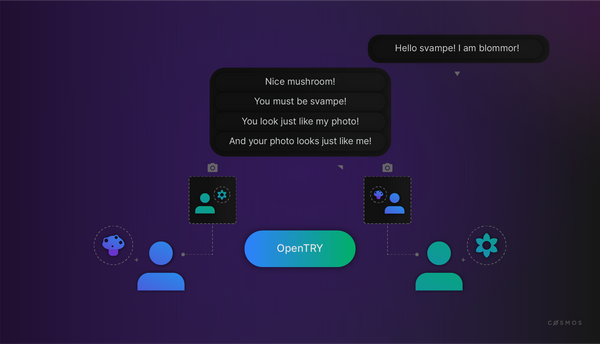 Hello svampe! I am blommor!
Nice mushroom!
You must be svampe!
You look just like my photo!
And your photo looks just like me!
OpenTRY
COSMOS